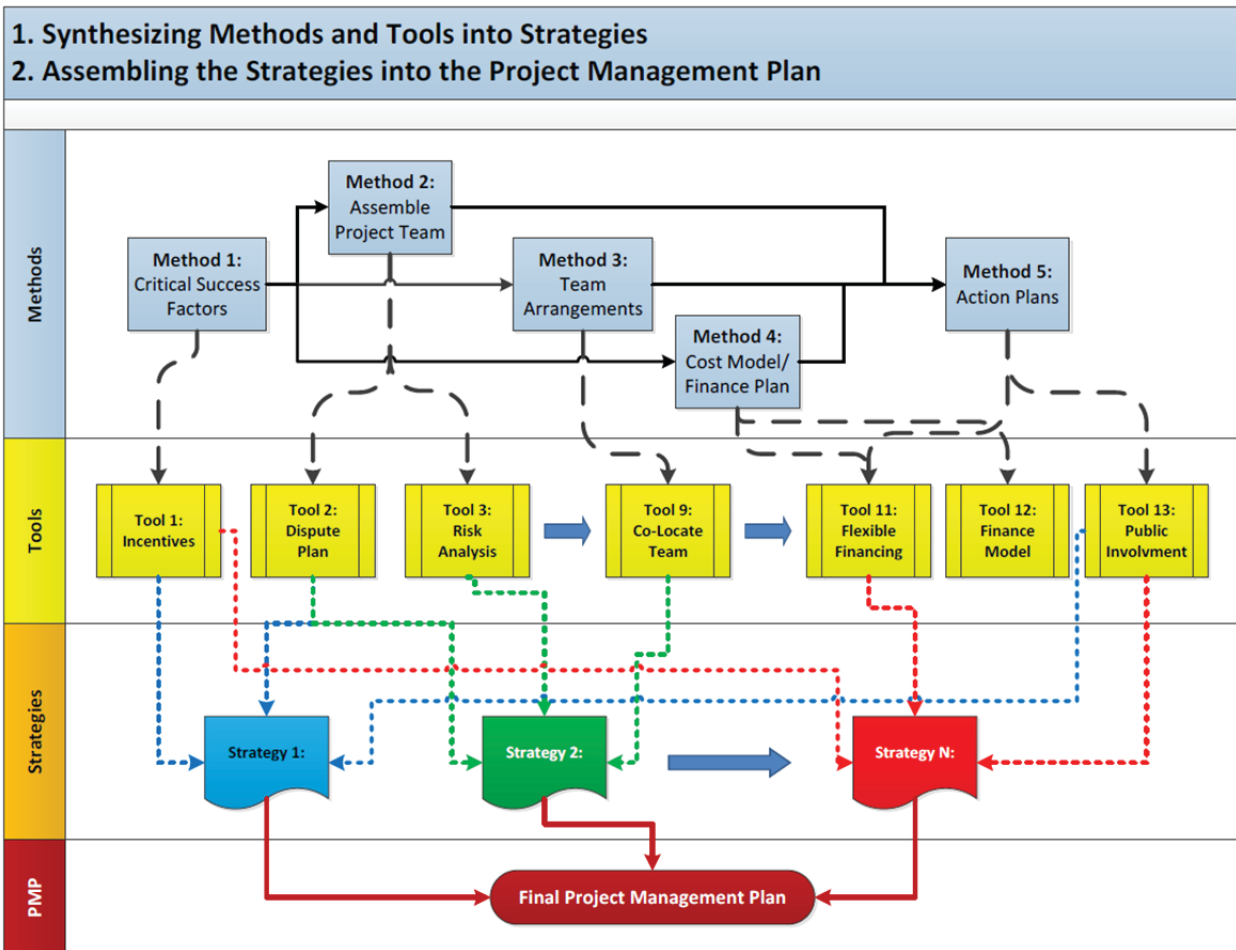 1. Synthesizing Methods and Tools into Strategies
2. Assembling the Strategies into the Project Management Plan
Methods
Method 1:
Critical Success
Factors
Method 2:
Assemble
Project Team
Method 3:
Team
Arrangements
Method 4:
Cost Model/
Finance Plan
Method 5:
Action Plans
Tools
Tool 1:
Incentives
Tool 2:
Dispute
Plan
Tool 3:
Risk
Analysis
Tool 9:
Co-Locate
Team
Tool 11:
Flexible
Financing
Tool 12:
Finance
Model
Tool 13:
Public
Involvment
Strategies
Strategy 1:
Strategy 2:
Strategy N:
PMP
Final Project Management Plan